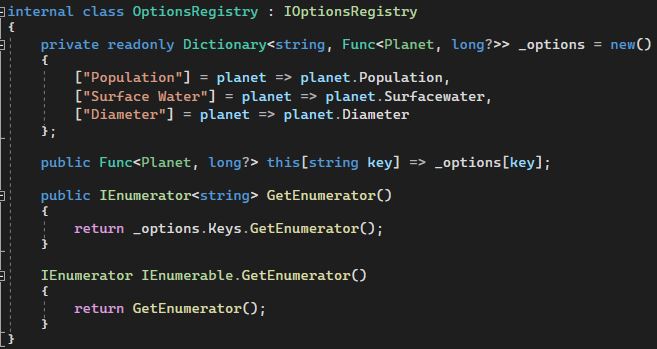 internal class OptionsRegistry : IOptionsRegistry
{
    private readonly Dictionary<string, Func<Planet, long?>> _options = new()
    {
        ["Population"] = planet => planet.Population,
        ["Surface Water"] = planet => planet.Surfacewater,
        ["Diameter"] = planet => planet.Diameter
    };

    public Func<Planet, long?> this[string key] => _options[key];

    public IEnumerator<string> GetEnumerator()
    {
        return _options.Keys.GetEnumerator();
    }

    IEnumerator IEnumerable.GetEnumerator()
    {
        return GetEnumerator();
    }
}